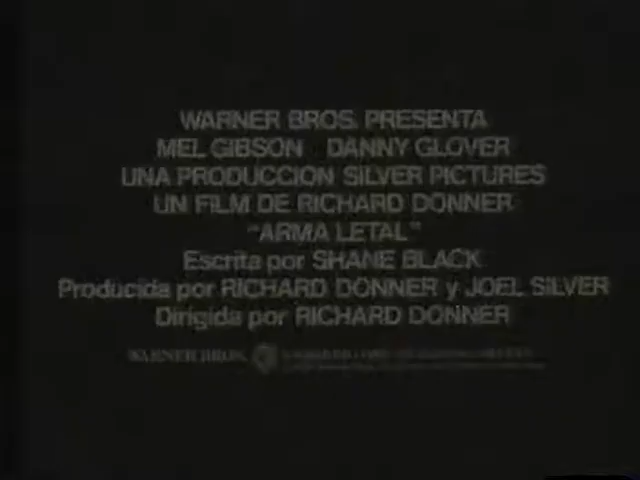 WARNER BROS. PRESENTA
MEL GIBSON DANNY GLOVER
UNA PRODUCCION SILVER PICTURES
UN FILM DE RICHARD DONNER
"ARMA LETAL"
Escrita por SHANE BLACK
Producida por RICHARD DONNER y JOEL SILVER
Dirigida por RICHARD DONNER
WARNER BROS.